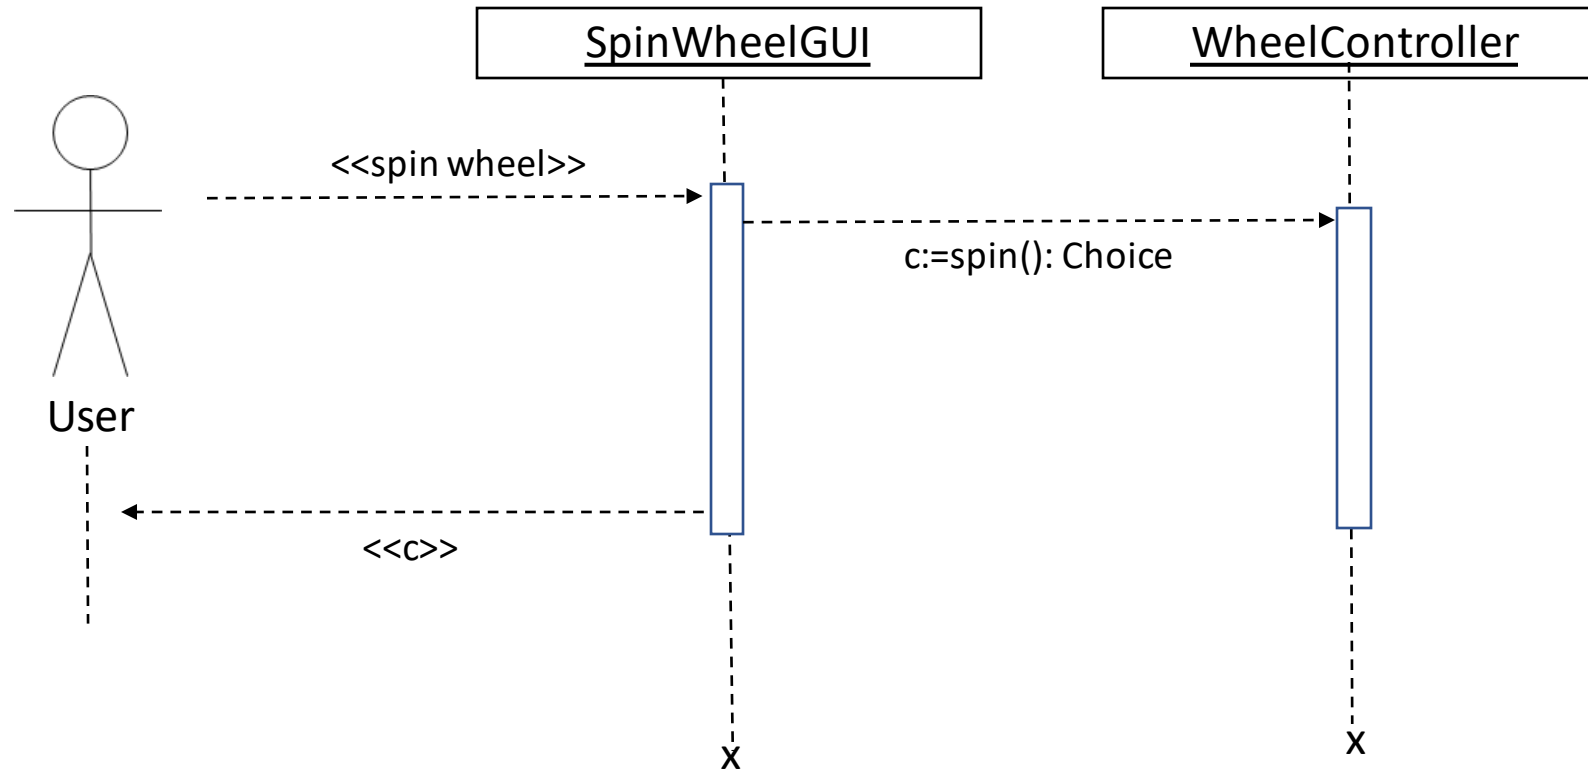 SpinWheelGUI
WheelController
<<spin wheel>>
c:=spin(): Choice
User
<<c>>
x
x